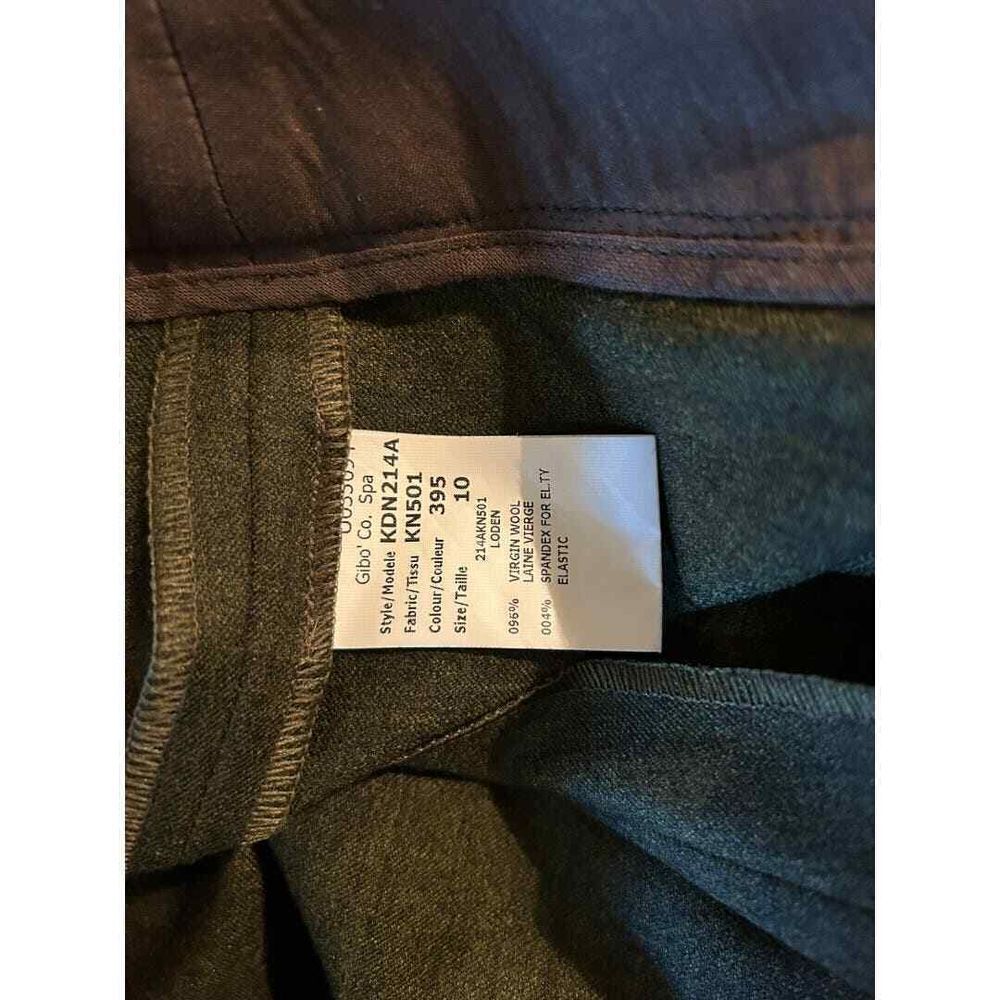 Gibo' Co. Spa
Style/Modele KDN214A
Fabric/Tissu KN501
Colour/Couleur 395
Size/Taille 10
214AKN501
LODEN
096% VIRGIN WOOL
LAINE VIERGE
004% SPANDEX FOR EL.TY
ELASTIC